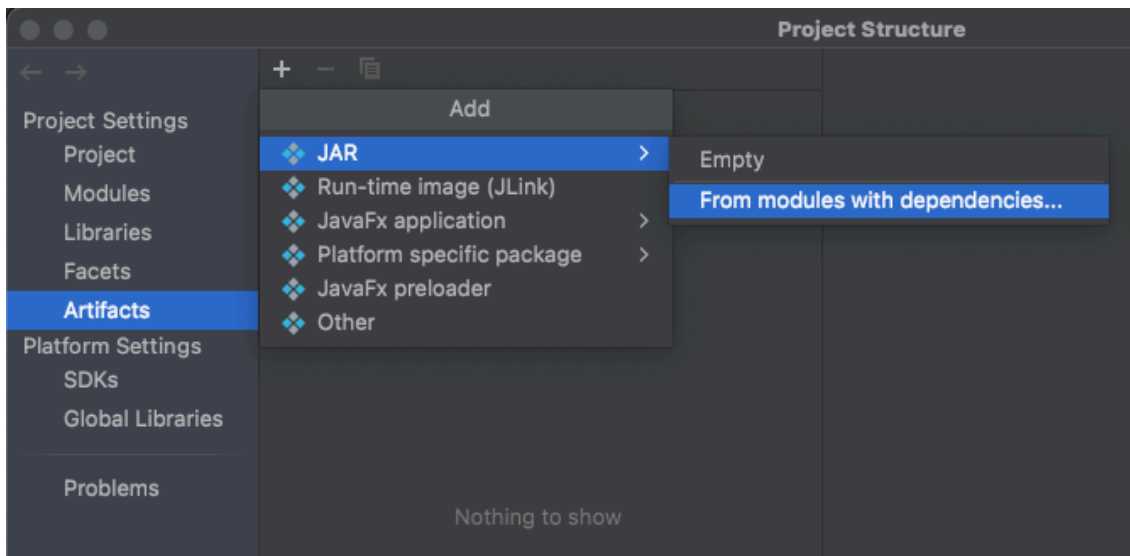 Project Structure
Project Settings
Project
Modules
Libraries
Facets
Artifacts
Platform Settings
SDKs
Global Libraries
Problems
Add
JAR
Run-time image (JLink)
JavaFx application
Platform specific package
JavaFx preloader
Other
Empty
From modules with dependencies...
Nothing to show